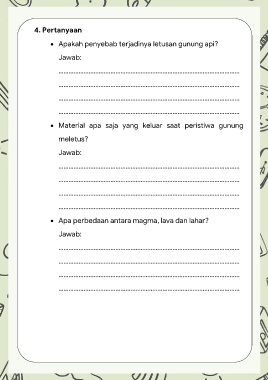 4. Pertanyaan
• Apakah penyebab terjadinya letusan gunung api?
Jawab:
• Material apa saja yang keluar saat peristiwa gunung
meletus?
Jawab:
• Apa perbedaan antara magma, lava dan lahar?
Jawab: